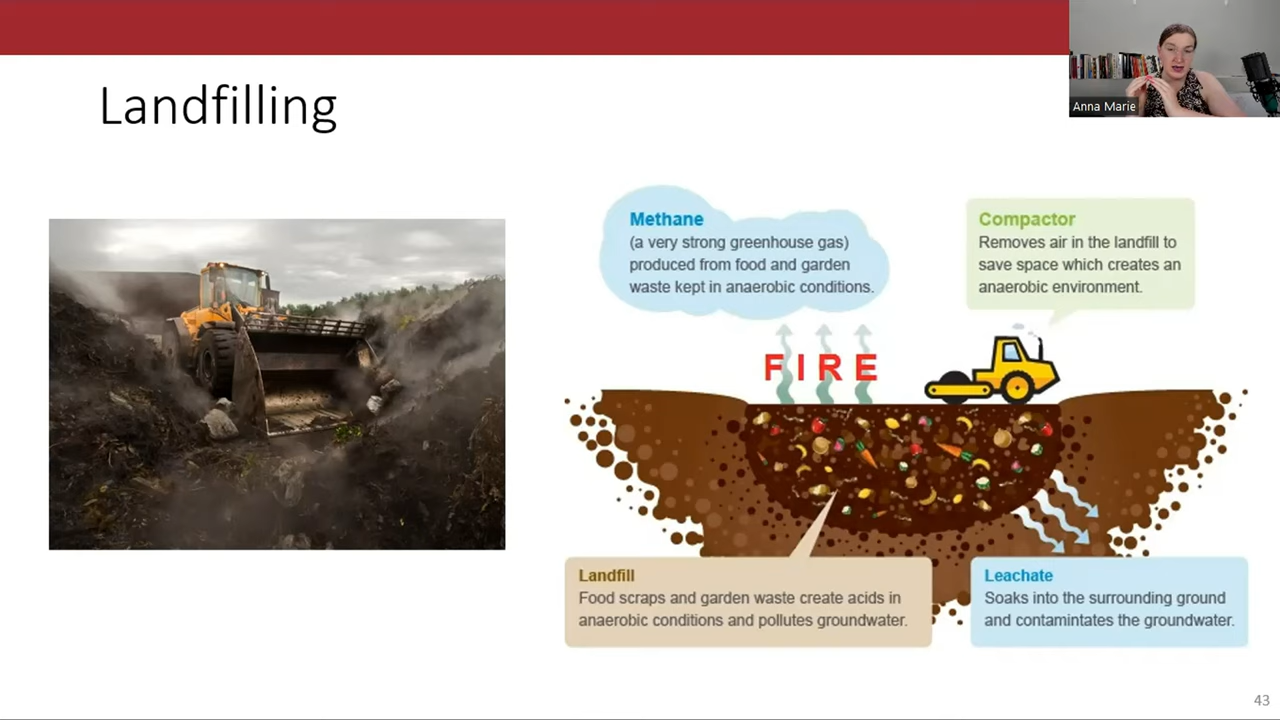 Anna Marie
Landfilling
Methane
(a very strong greenhouse gas)
produced from food and garden
waste kept in anaerobic conditions.
Compactor
Removes air in the landfill to
save space which creates an
anaerobic environment.
FIRE
Landfill
Food scraps and garden waste create acids in
anaerobic conditions and pollutes groundwater.
Leachate
Soaks into the surrounding ground
and contamintates the groundwater.
43